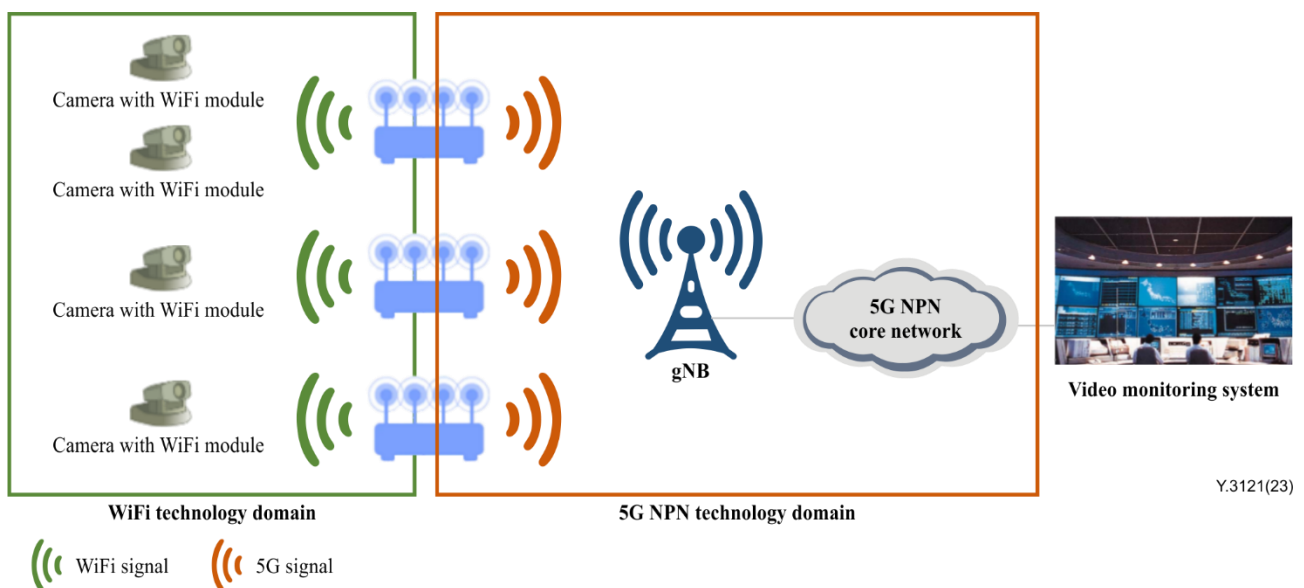 Camera with WiFi module
Camera with WiFi module
Camera with WiFi module
Camera with WiFi module
gNB
5G NPN
core network
Video monitoring system
Y.3121(23)
WiFi technology domain
5G NPN technology domain
WiFi signal
5G signal